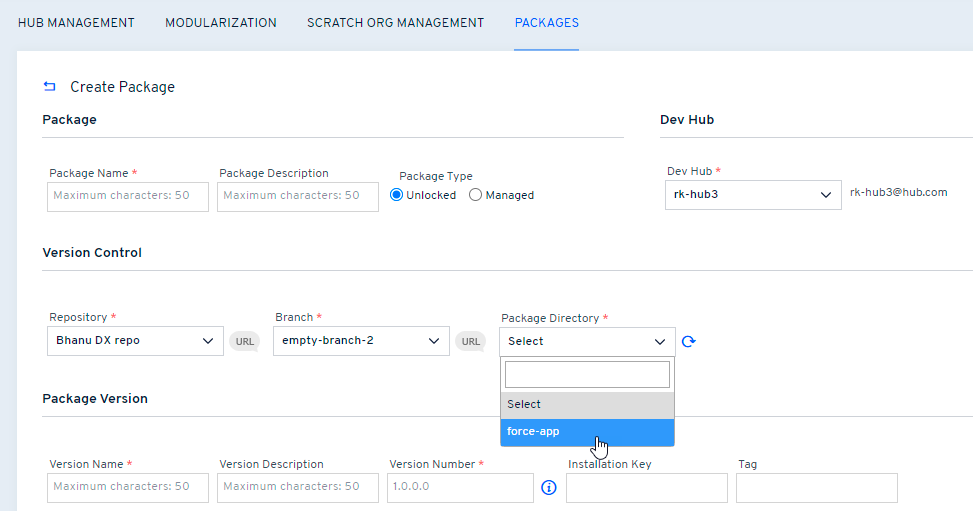 HUB MANAGEMENT MODULARIZATION SCRATCH ORG MANAGEMENT PACKAGES
Create Package
Package Dev Hub
Package Name * Package Description Package Type Dev Hub *
Maximum characters: 50 Maximum characters: 50 Unlocked Managed rk-hub3 rk-hub3@hub.com
Version Control
Repository * Branch * Package Directory *
Bhanu DX repo URL empty-branch-2 URL Select
Select
Package Version
force-app
Version Name * Version Description Version Number * Installation Key Tag
Maximum characters: 50 Maximum characters: 50 1.0.0.0